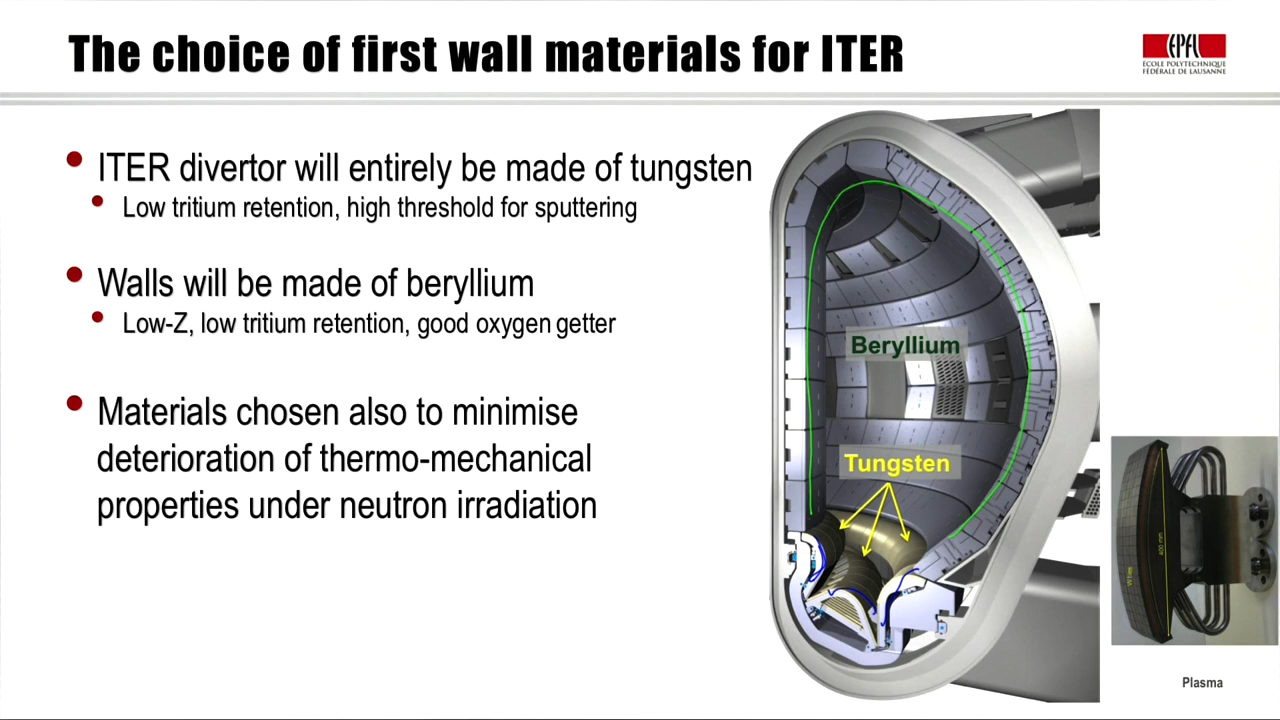 The choice of first wall materials for ITER
EPFL
ÉCOLE POLYTECHNIQUE
FÉDÉRALE DE LAUSANNE
• ITER divertor will entirely be made of tungsten
• Low tritium retention, high threshold for sputtering
• Walls will be made of beryllium
• Low-Z, low tritium retention, good oxygen getter
• Materials chosen also to minimise
deterioration of thermo-mechanical
properties under neutron irradiation
Beryllium
Tungsten
400 mm
Plasma